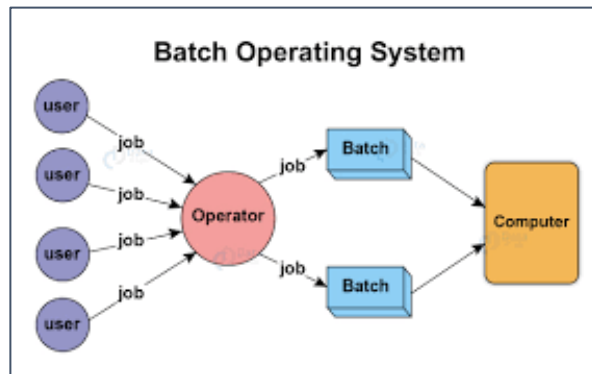 Batch Operating System
user
job
user
job
user
job
user
job
Operator
job
Batch
job
Batch
Computer